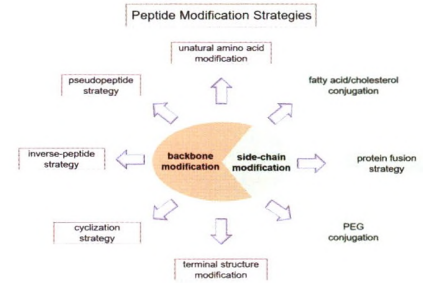 Peptide Modification Strategies
unatural amino acid
modification
pseudopeptide
strategy
fatty acid/cholesterol
conjugation
inverse-peptide
strategy
backbone
modification
side-chain
modification
protein fusion
strategy
cyclization
strategy
PEG
conjugation
terminal structure
modification